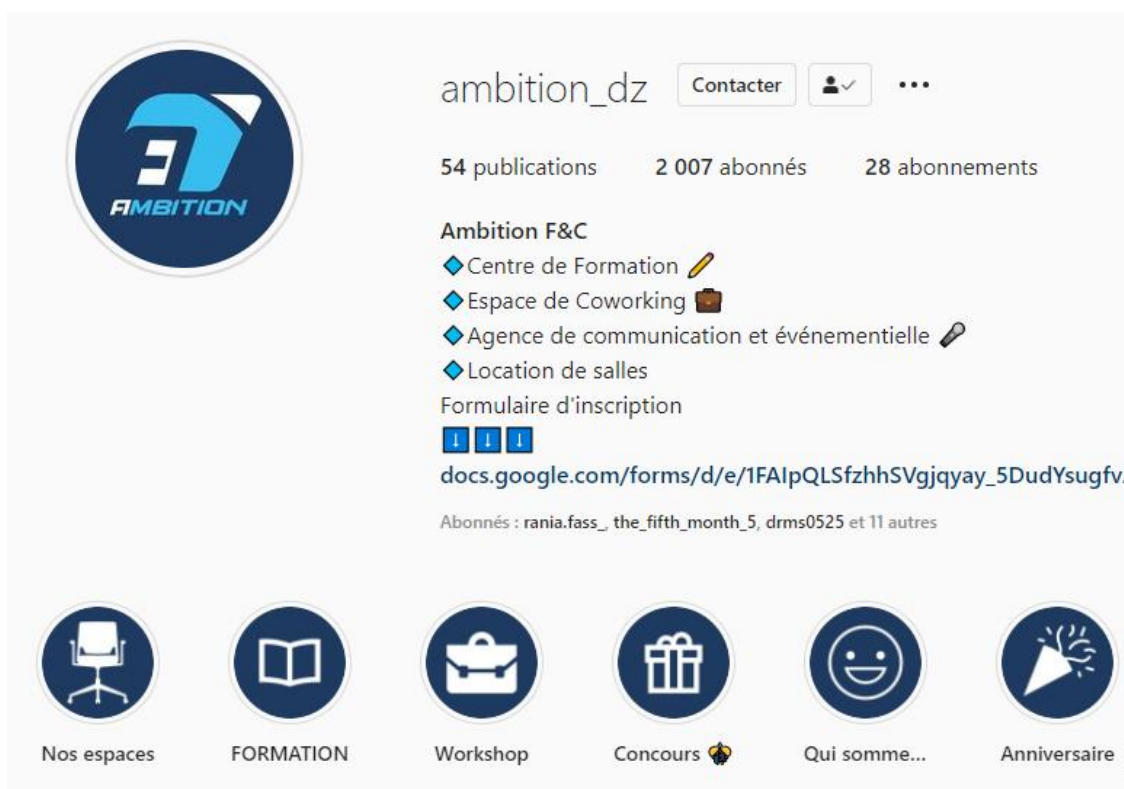 AMBITION
ambition_dz Contacter
54 publications 2 007 abonnés 28 abonnements
Ambition F&C
Centre de Formation
Espace de Coworking
Agence de communication et événementielle
Location de salles
Formulaire d'inscription
docs.google.com/forms/d/e/1FAIpQLSfzhhSVgjqyay_5DudYsugfv
Abonnés : rania.fass_, the_fifth_month_5, drms0525 et 11 autres
Nos espaces FORMATION Workshop Concours Qui somme... Anniversaire